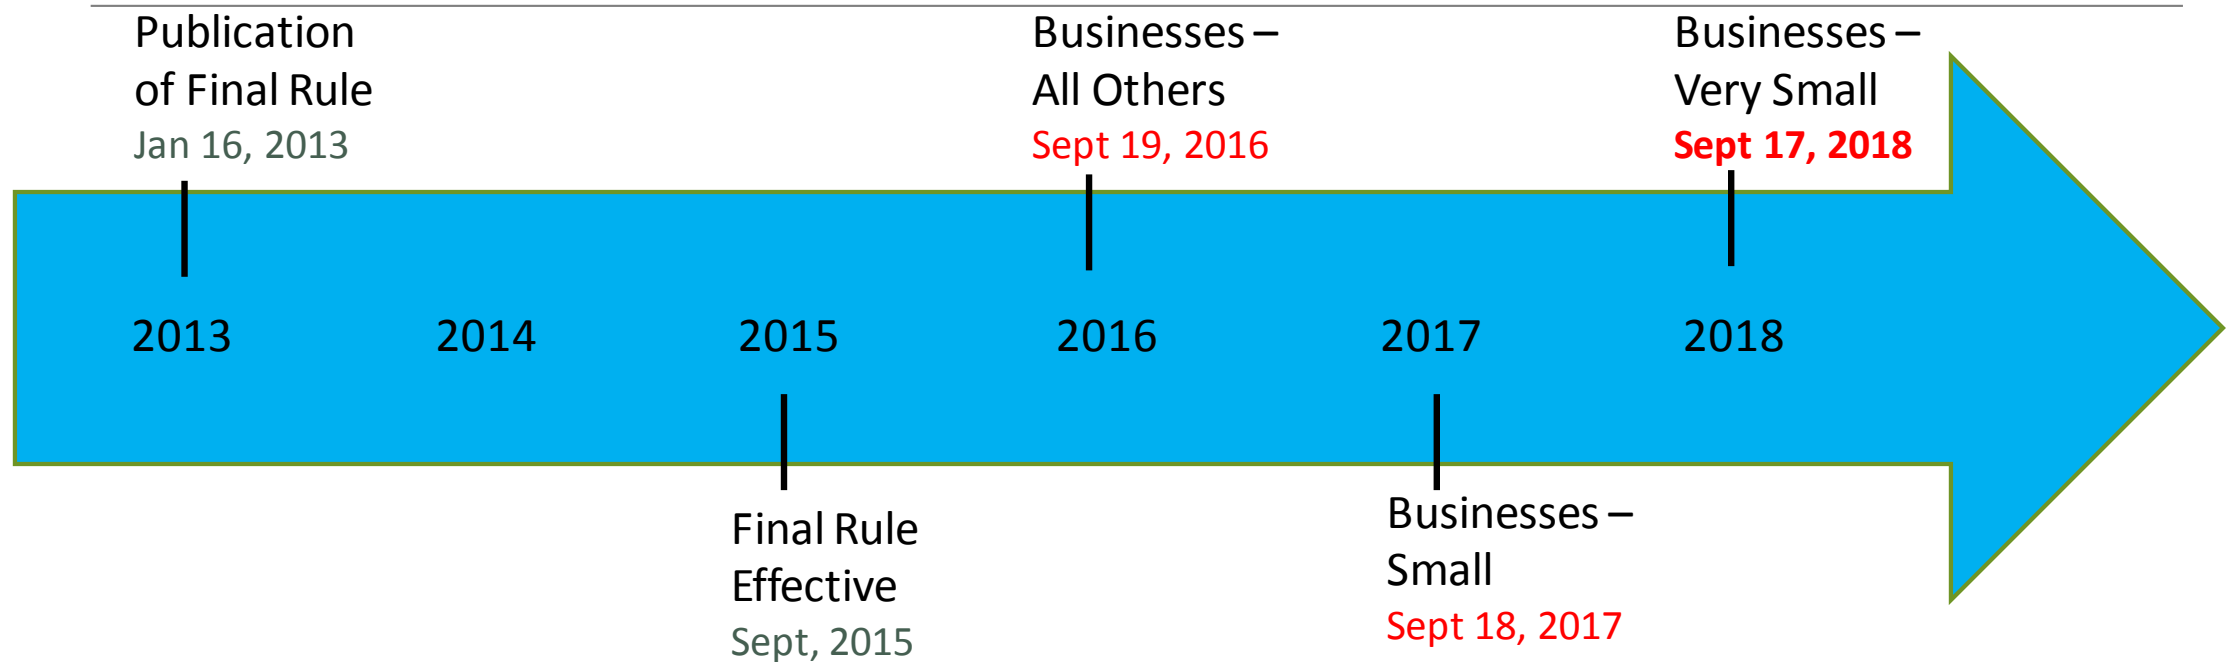 Publication
of Final Rule
Jan 16, 2013
Businesses –
All Others
Sept 19, 2016
Businesses –
Very Small
Sept 17, 2018
2013
2014
2015
2016
2017
2018
Final Rule
Effective
Sept, 2015
Businesses –
Small
Sept 18, 2017